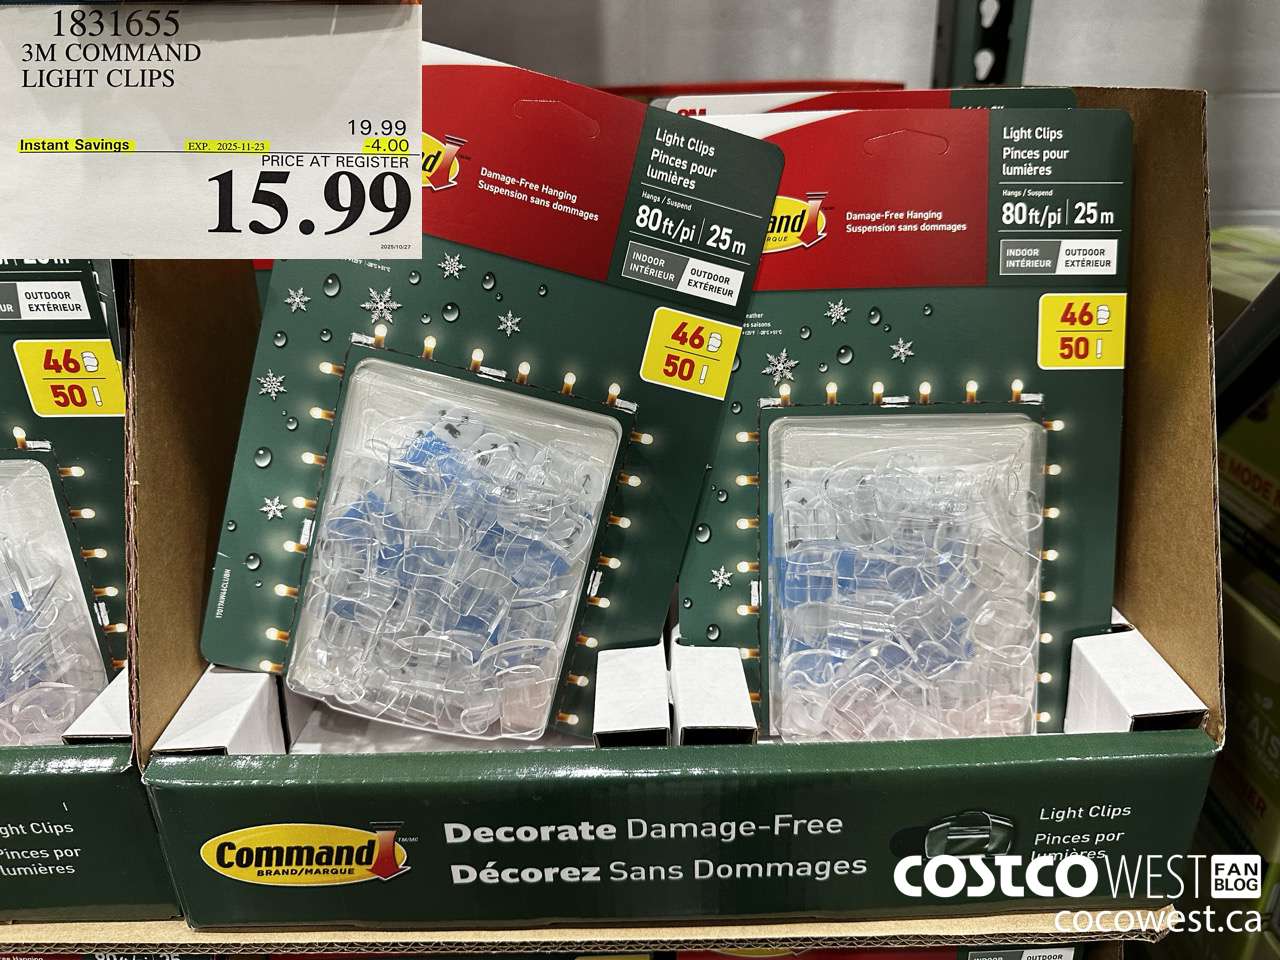 1831655
3M COMMAND
LIGHT CLIPS
19.99
Instant Savings EXP. 2025-11-23 -4.00
PRICE AT REGISTER
15.99
2025/10/27
Damage-Free Hanging
Suspension sans dommages
Light Clips
Pinces pour
lumières
Hangs / Suspend
80ft/pi | 25m
INDOOR
INTÉRIEUR
OUTDOOR
EXTÉRIEUR
46
50
17017AW46CLUBH
3M
Damage-Free Hanging
Suspension sans dommages
Light Clips
Pinces pour
lumières
Hangs / Suspend
80ft/pi | 25m
INDOOR
INTÉRIEUR
OUTDOOR
EXTÉRIEUR
46
50
OUTDOOR
EXTÉRIEUR
46
50
ght Clips
Pinces por
lumières
Command
BRAND/MARQUE
TM/MC
Decorate Damage-Free
Décorez Sans Dommages
Light Clips
Pinces por
lumières
COSTCO WEST FAN BLOG
cocowest.ca